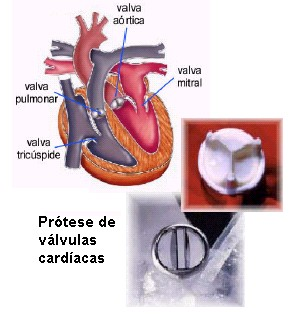 valva
aórtica
valva
pulmonar
valva
mitral
valva
tricúspide
Prótese de
válvulas
cardíacas